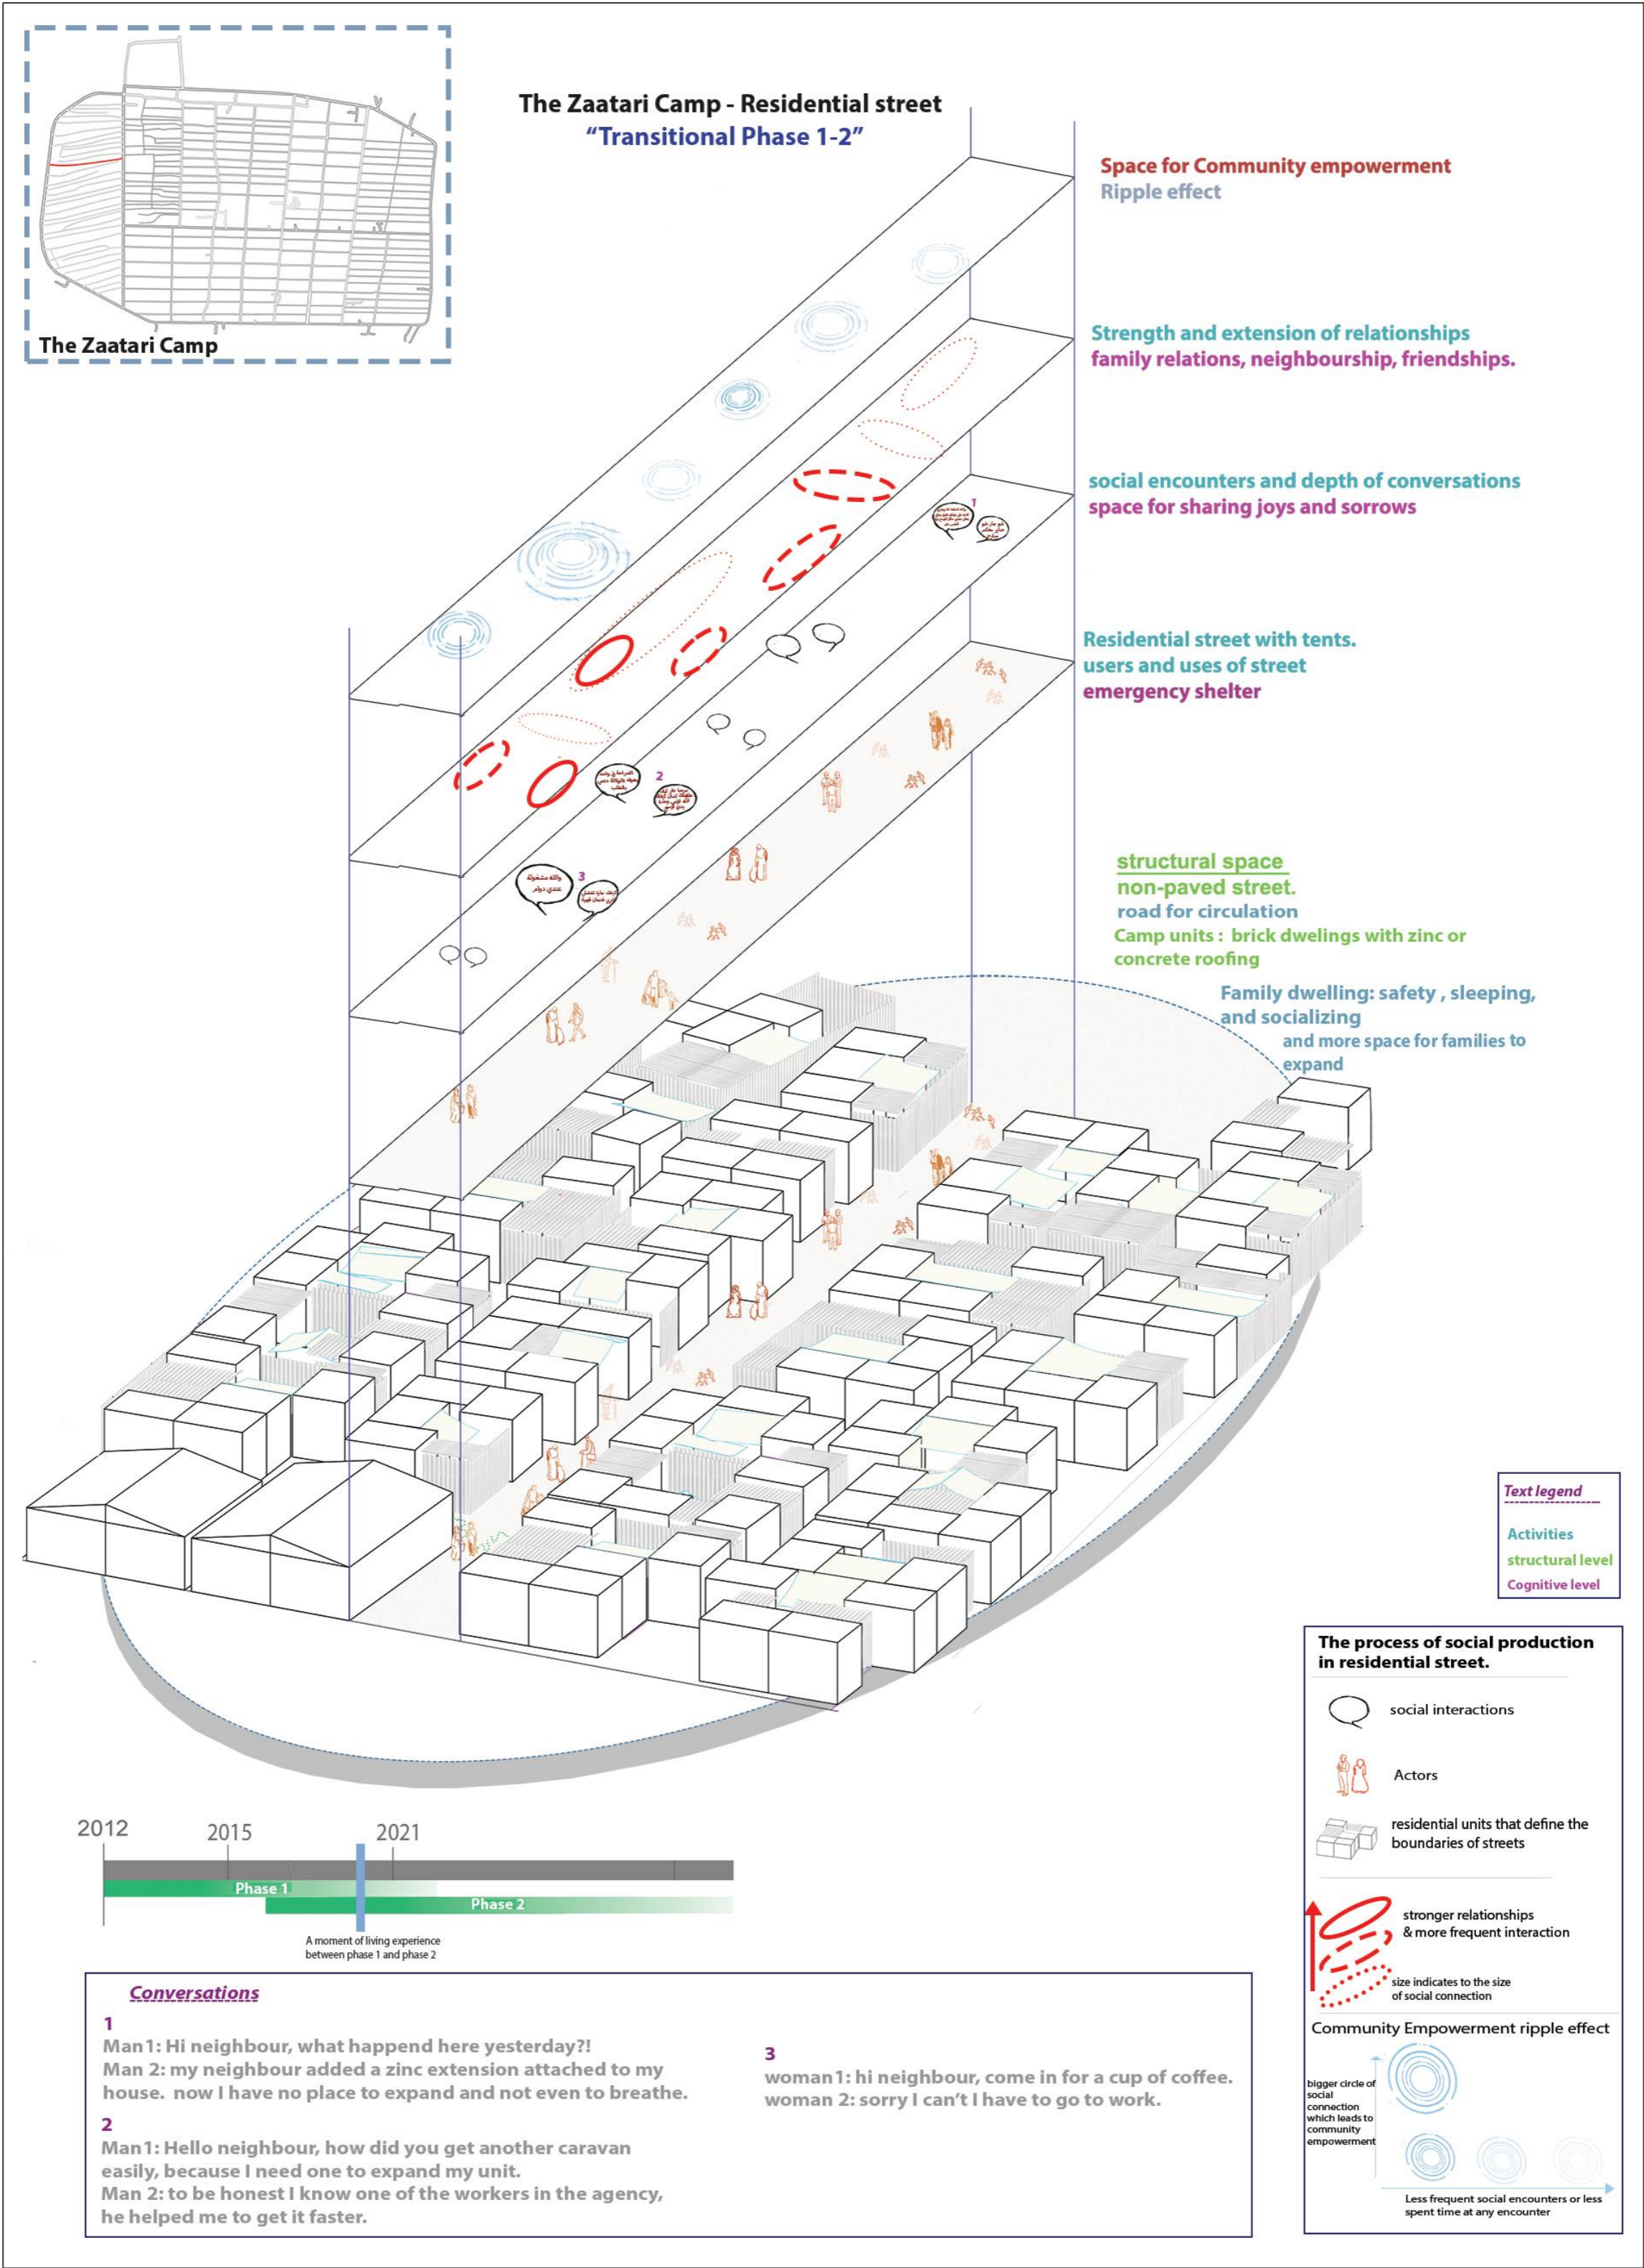 The Zaatari Camp - Residential street
“Transitional Phase 1-2”
The Zaatari Camp
Space for Community empowerment
Ripple effect
Strength and extension of relationships
family relations, neighbourship, friendships.
social encounters and depth of conversations
space for sharing joys and sorrows
1
Residential street with tents.
users and uses of street
emergency shelter
2
3
والله مشغولة
عندي دوام
structural space
non-paved street.
road for circulation
Camp units : brick dwelings with zinc or
concrete roofing
Family dwelling: safety , sleeping,
and socializing
and more space for families to
expand
Text legend
Activities
structural level
Cognitive level
The process of social production
in residential street.
social interactions
Actors
residential units that define the
boundaries of streets
stronger relationships
& more frequent interaction
size indicates to the size
of social connection
Community Empowerment ripple effect
bigger circle of
social
connection
which leads to
community
empowerment
Less frequent social encounters or less
spent time at any encounter
2012
2015
2021
Phase 1
Phase 2
A moment of living experience
between phase 1 and phase 2
Conversations
1
Man1: Hi neighbour, what happend here yesterday?!
Man 2: my neighbour added a zinc extension attached to my
house. now I have no place to expand and not even to breathe.
2
Man1: Hello neighbour, how did you get another caravan
easily, because I need one to expand my unit.
Man 2: to be honest I know one of the workers in the agency,
he helped me to get it faster.
3
woman1: hi neighbour, come in for a cup of coffee.
woman 2: sorry I can't I have to go to work.